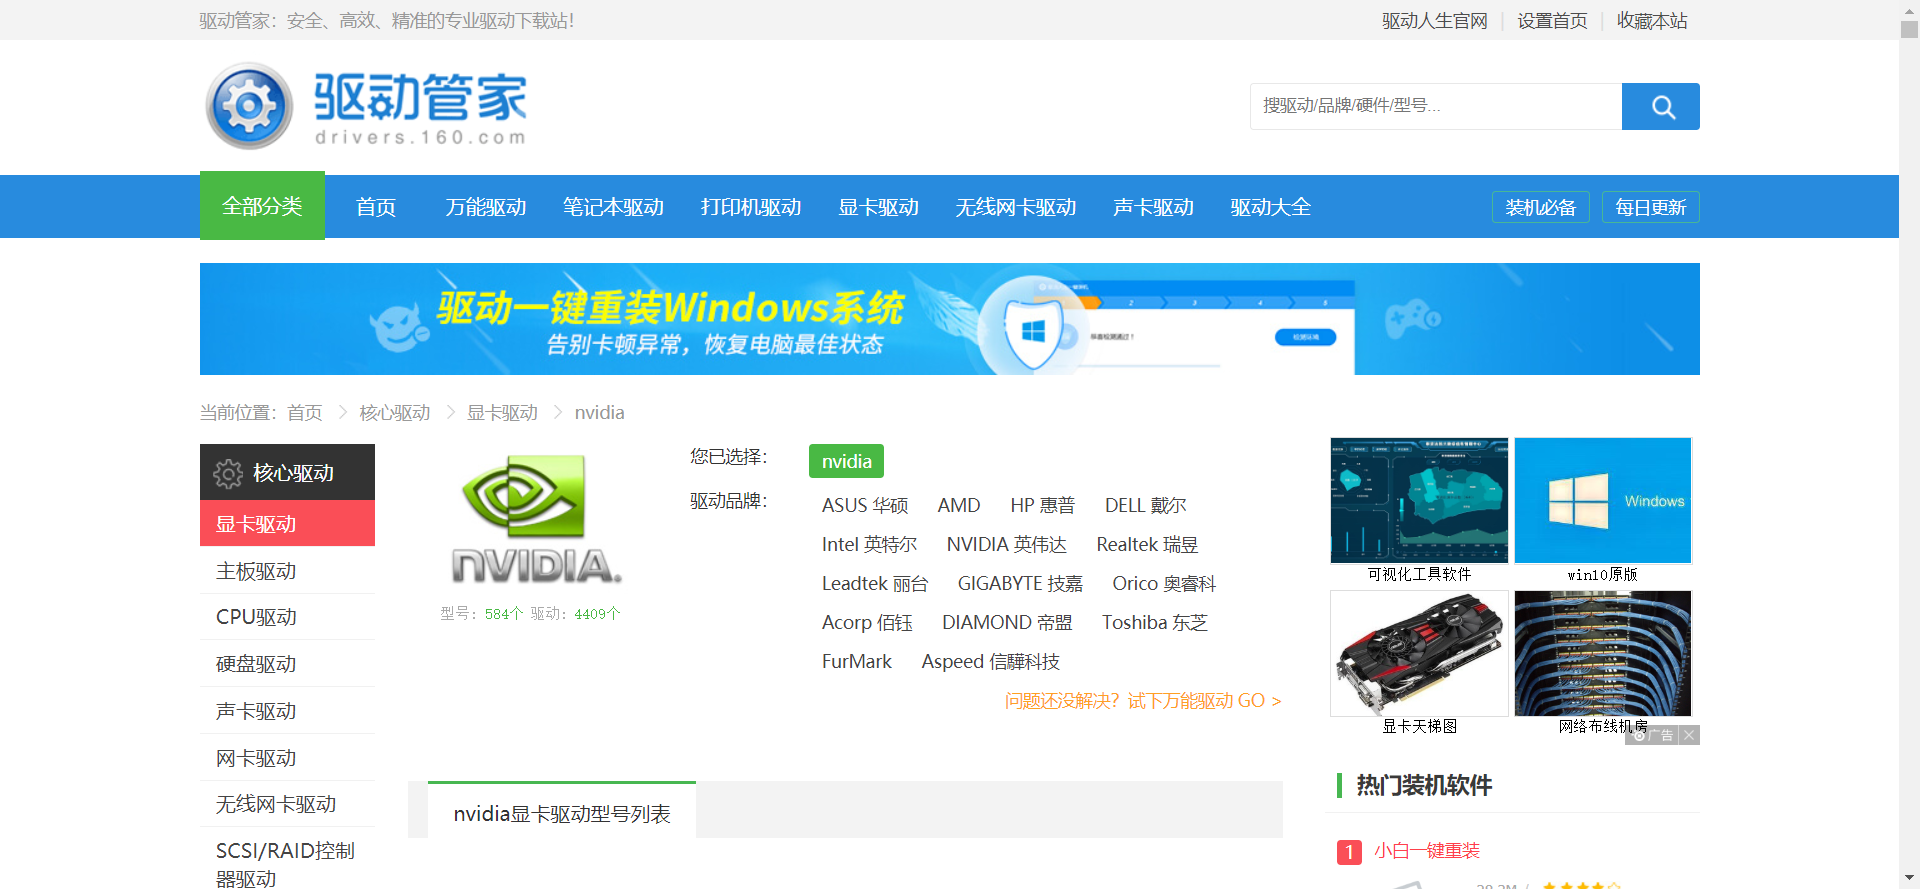 驱动管家：安全、高效、精准的专业驱动下载站！
驱动人生官网 | 设置首页 | 收藏本站
驱动管家
drivers.160.com
搜驱动/品牌/硬件/型号...
全部分类 首页 万能驱动 笔记本驱动 打印机驱动 显卡驱动 无线网卡驱动 声卡驱动 驱动大全 装机必备 每日更新
驱动一键重装Windows系统
告别卡顿异常，恢复电脑最佳状态
2 3 4 5
当前位置：首页 > 核心驱动 > 显卡驱动 > nvidia
核心驱动
显卡驱动
主板驱动
CPU驱动
硬盘驱动
声卡驱动
网卡驱动
无线网卡驱动
SCSI/RAID控制
器驱动
NVIDIA.
型号：584个 驱动：4409个
您已选择： nvidia
驱动品牌： ASUS 华硕 AMD HP 惠普 DELL 戴尔
Intel 英特尔 NVIDIA 英伟达 Realtek 瑞昱
Leadtek 丽台 GIGABYTE 技嘉 Orico 奥睿科
Acorp 佰钰 DIAMOND 帝盟 Toshiba 东芝
FurMark Aspeed 信驊科技
问题还没解决？试下万能驱动 GO >
nvidia显卡驱动型号列表
Windows
可视化工具软件 win10原版
显卡天梯图 网络布线机房
广告
热门装机软件
1 小白一键重装